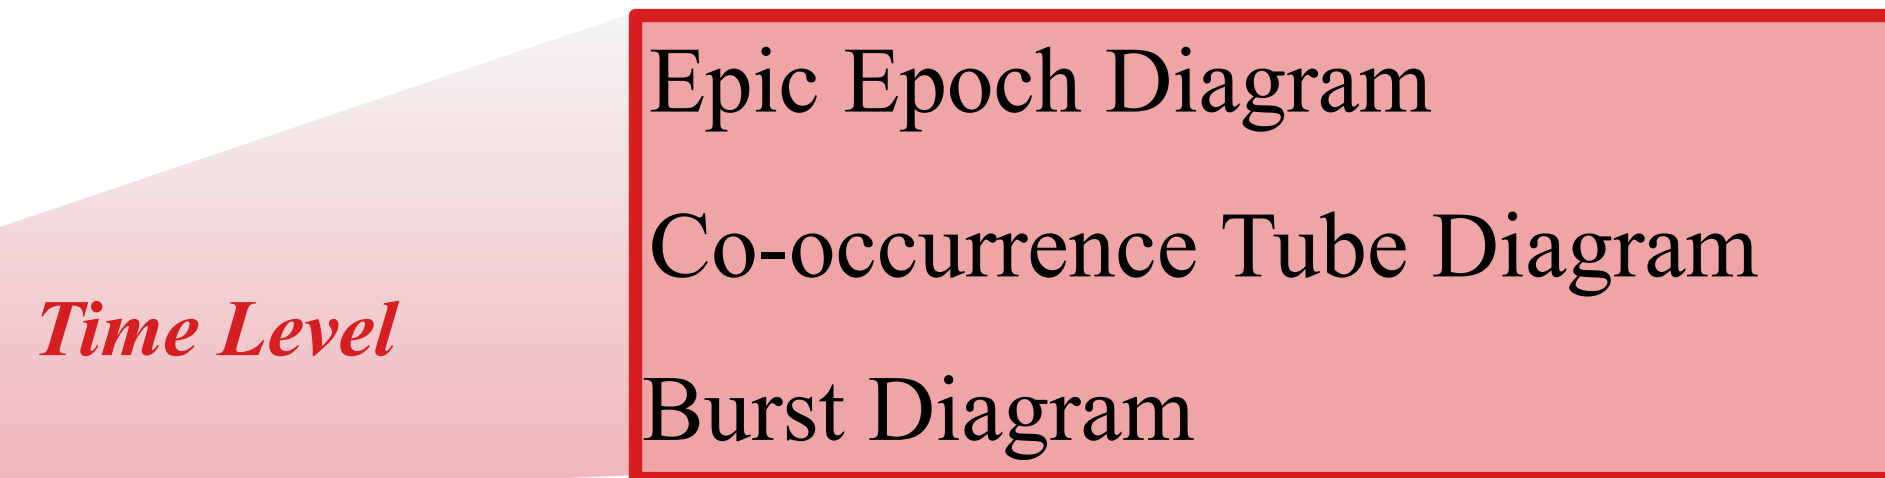 Epic Epoch Diagram
Co-occurrence Tube Diagram
Time Level
Burst Diagram